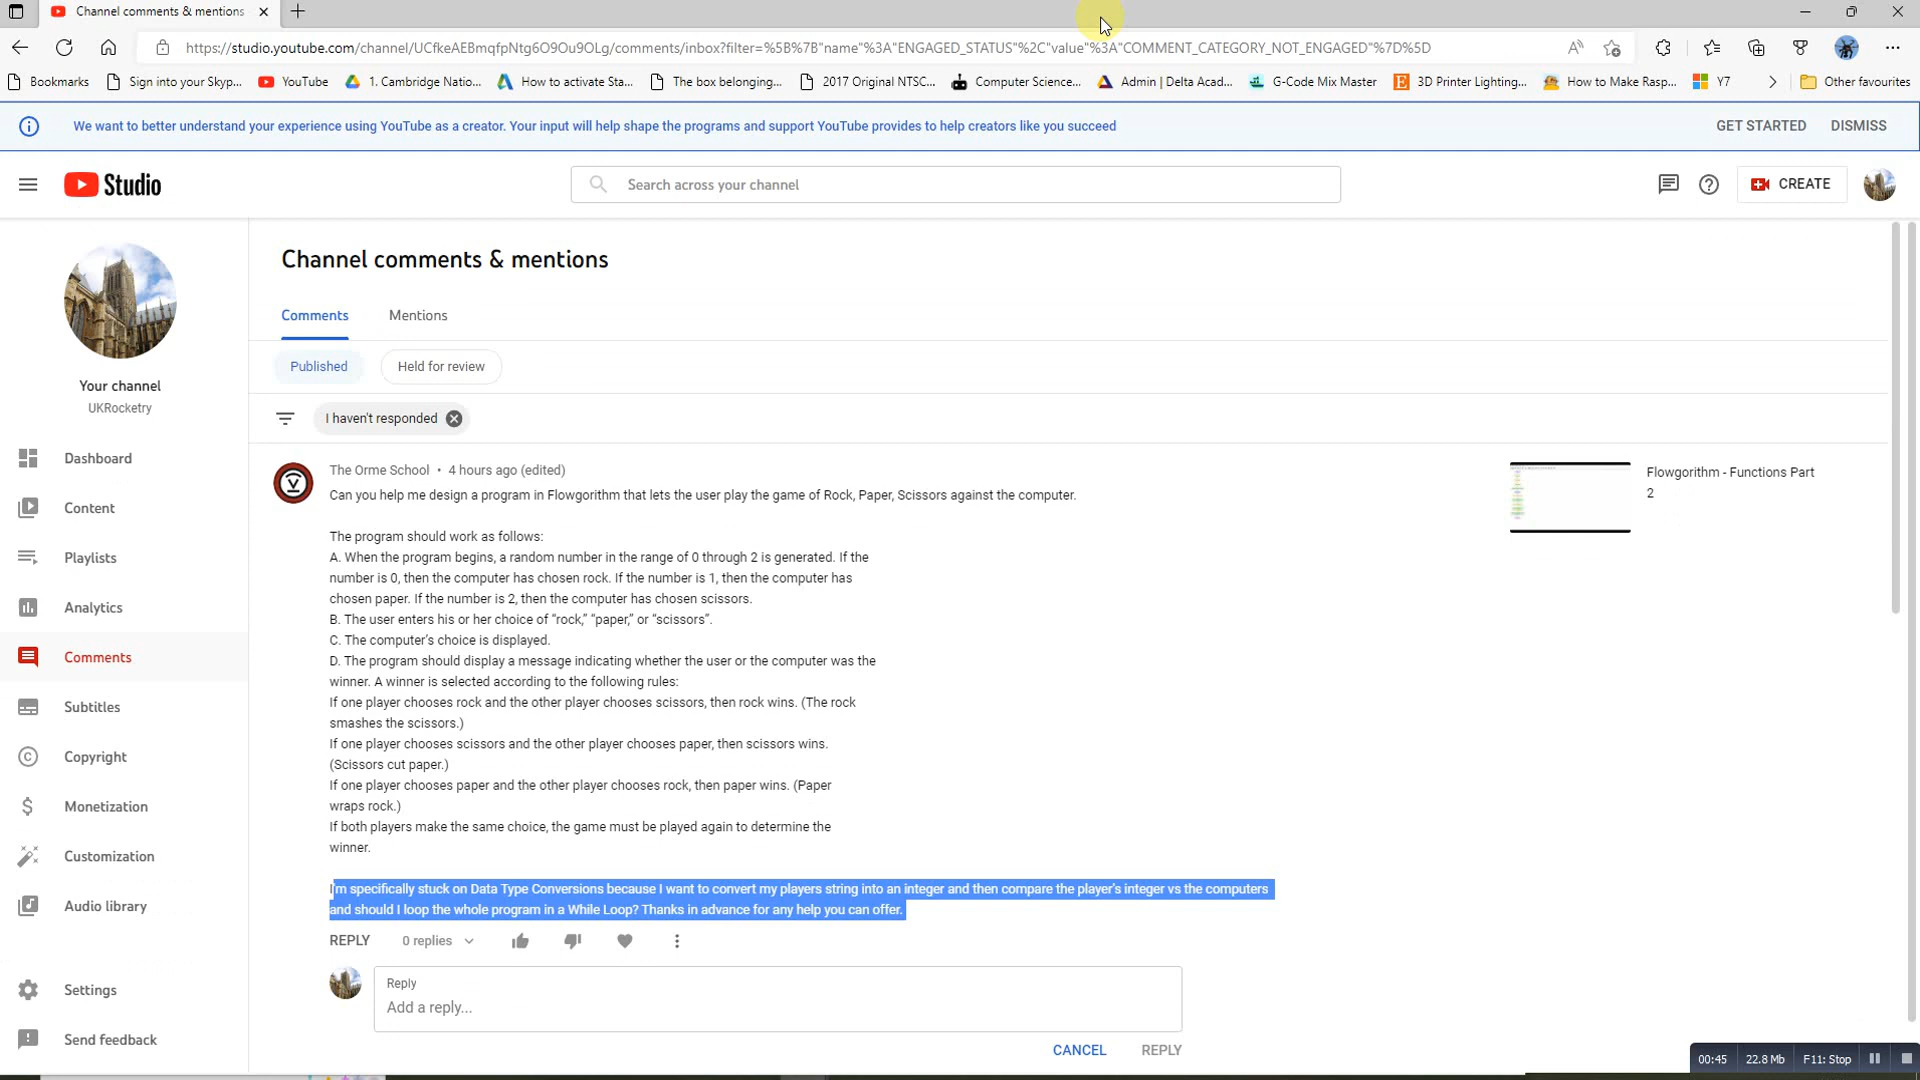 Channel comments & mentions
https://studio.youtube.com/channel/UCfkeAEBmqfpNtg6O9Ou9OLg/comments/inbox?filter=%5B%7B"name"%3A"ENGAGED_STATUS"%2C"value"%3A"COMMENT_CATEGORY_NOT_ENGAGED"%7D%5D
Bookmarks
Sign into your Skyp...
YouTube
1. Cambridge Natio...
How to activate Sta...
The box belonging...
2017 Original NTSC...
Computer Science...
Admin | Delta Acad...
G-Code Mix Master
3D Printer Lighting...
How to Make Rasp...
Y7
Other favourites
We want to better understand your experience using YouTube as a creator. Your input will help shape the programs and support YouTube provides to help creators like you succeed
GET STARTED
DISMISS
Studio
Search across your channel
CREATE
Your channel
UKRocketry
Dashboard
Content
Playlists
Analytics
Comments
Subtitles
Copyright
Monetization
Customization
Audio library
Settings
Send feedback
Channel comments & mentions
Comments
Mentions
Published
Held for review
I haven't responded
The Orme School • 4 hours ago (edited)
Can you help me design a program in Flowgorithm that lets the user play the game of Rock, Paper, Scissors against the computer.
The program should work as follows:
A. When the program begins, a random number in the range of 0 through 2 is generated. If the
number is 0, then the computer has chosen rock. If the number is 1, then the computer has
chosen paper. If the number is 2, then the computer has chosen scissors.
B. The user enters his or her choice of “rock,” “paper,” or “scissors”.
C. The computer’s choice is displayed.
D. The program should display a message indicating whether the user or the computer was the
winner. A winner is selected according to the following rules:
If one player chooses rock and the other player chooses scissors, then rock wins. (The rock
smashes the scissors.)
If one player chooses scissors and the other player chooses paper, then scissors wins.
(Scissors cut paper.)
If one player chooses paper and the other player chooses rock, then paper wins. (Paper
wraps rock.)
If both players make the same choice, the game must be played again to determine the
winner.
I'm specifically stuck on Data Type Conversions because I want to convert my players string into an integer and then compare the player's integer vs the computers
and should I loop the whole program in a While Loop? Thanks in advance for any help you can offer.
REPLY
0 replies
Reply
Add a reply...
CANCEL
REPLY
Flowgorithm - Functions Part
2
00:45
22.8 Mb
F11: Stop